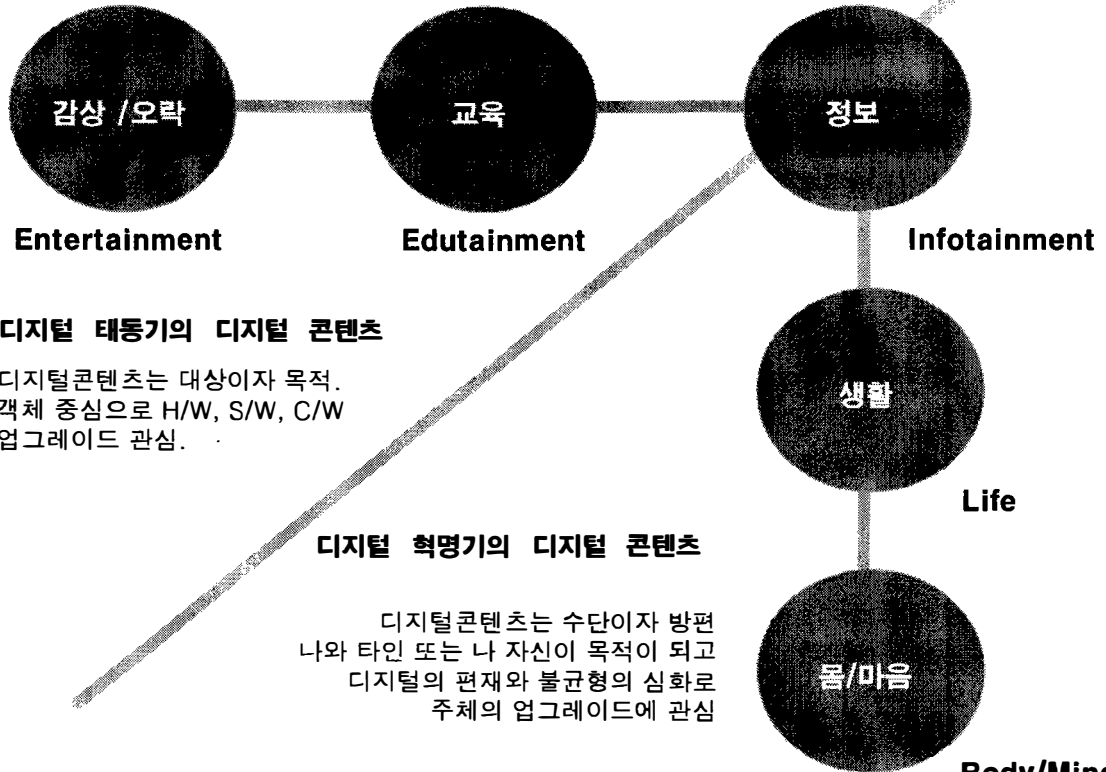 감상 /오락
교육
정보
Entertainment
Edutainment
Infotainment
디지털 태동기의 디지털 콘텐츠
디지털콘텐츠는 대상이자 목적.
객체 중심으로 H/W, S/W, C/W
업그레이드 관심.
생활
Life
디지털 혁명기의 디지털 콘텐츠
디지털콘텐츠는 수단이자 방편
나와 타인 또는 나 자신이 목적이 되고
디지털의 편재와 불균형의 심화로
주체의 업그레이드에 관심
몸/마음
Body/Mind